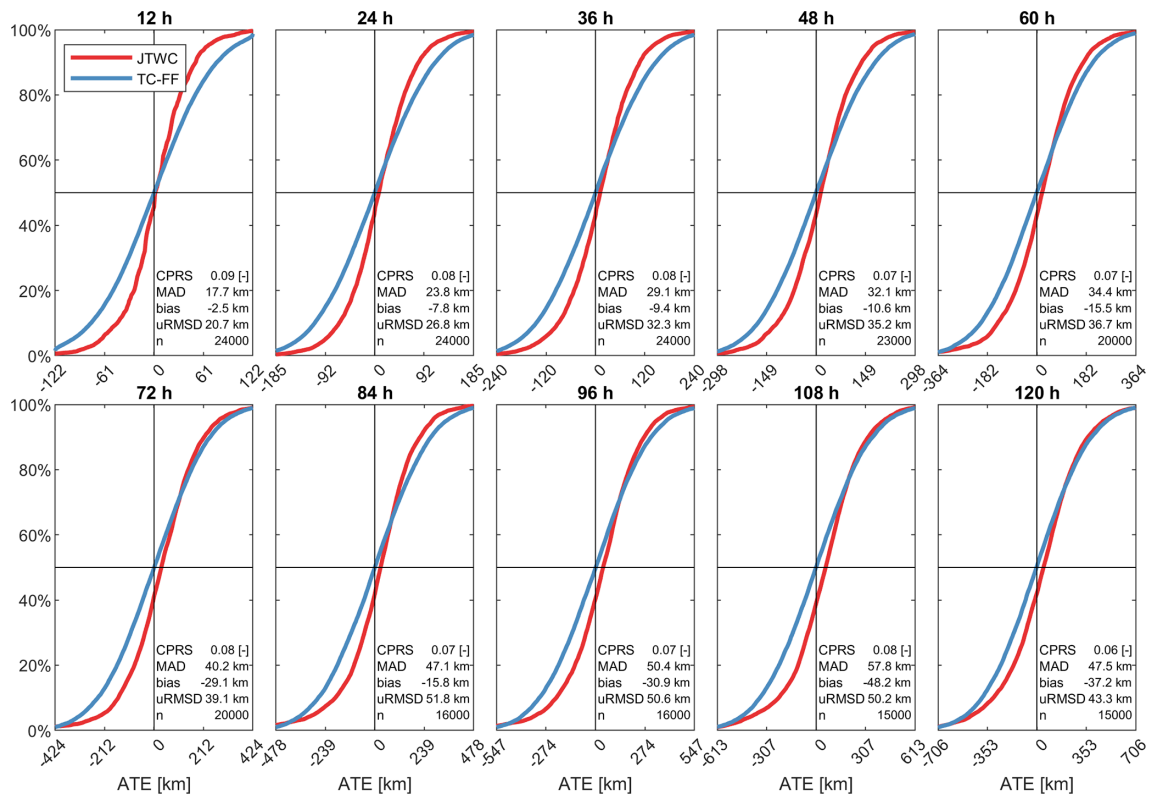 12 h 24 h 36 h 48 h 60 h
100%
80%
60%
40%
20%
0%
JTWC
TC-FF
CPRS 0.09 [-]
MAD 17.7 km
bias -2.5 km
uRMSD 20.7 km
n 24000
CPRS 0.08 [-]
MAD 23.8 km
bias -7.8 km
uRMSD 26.8 km
n 24000
CPRS 0.08 [-]
MAD 29.1 km
bias -9.4 km
uRMSD 32.3 km
n 24000
CPRS 0.07 [-]
MAD 32.1 km
bias -10.6 km
uRMSD 35.2 km
n 23000
CPRS 0.07 [-]
MAD 34.4 km
bias -15.5 km
uRMSD 36.7 km
n 20000
-122 -61 0 61 122
-185 -92 0 92 185
-240 -120 0 120 240
-298 -149 0 149 298
-364 -182 0 182 364
72 h 84 h 96 h 108 h 120 h
100%
80%
60%
40%
20%
0%
CPRS 0.08 [-]
MAD 40.2 km
bias -29.1 km
uRMSD 39.1 km
n 20000
CPRS 0.07 [-]
MAD 47.1 km
bias -15.8 km
uRMSD 51.8 km
n 16000
CPRS 0.07 [-]
MAD 50.4 km
bias -30.9 km
uRMSD 50.6 km
n 16000
CPRS 0.08 [-]
MAD 57.8 km
bias -48.2 km
uRMSD 50.2 km
n 15000
CPRS 0.06 [-]
MAD 47.5 km
bias -37.2 km
uRMSD 43.3 km
n 15000
-424 -212 0 212 424
-478 -239 0 239 478
-547 -274 0 274 547
-613 -307 0 307 613
-706 -353 0 353 706
ATE [km] ATE [km] ATE [km] ATE [km] ATE [km]